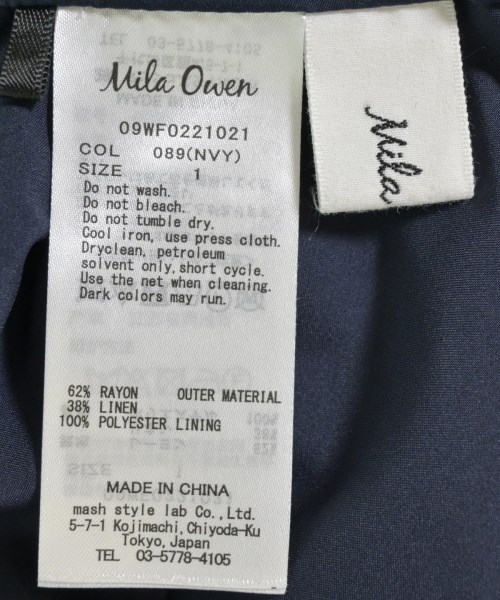 Mila Owen
09WF0221021
COL 089(NVY)
SIZE 1
Do not wash.
Do not bleach.
Do not tumble dry.
Cool iron, use press cloth.
Dryclean, petroleum
solvent only,short cycle.
Use the net when cleaning.
Dark colors may run.
62% RAYON OUTER MATERIAL
38% LINEN
100% POLYESTER LINING
MADE IN CHINA
mash style lab Co.,Ltd.
5-7-1 Kojimachi,Chiyoda-Ku
Tokyo,Japan
TEL 03-5778-4105
Mila